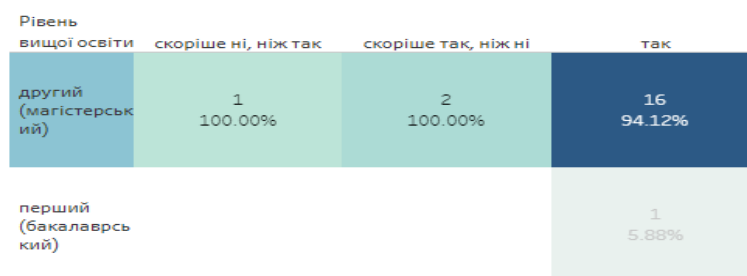 Рівень
вищої освіти скоріше ні, ніж так скоріше так, ніж ні так
другий
(магістерськ
ий)
1 2 16
100.00% 100.00% 94.12%
перший
(бакалаврсь
кий)
1
5.88%